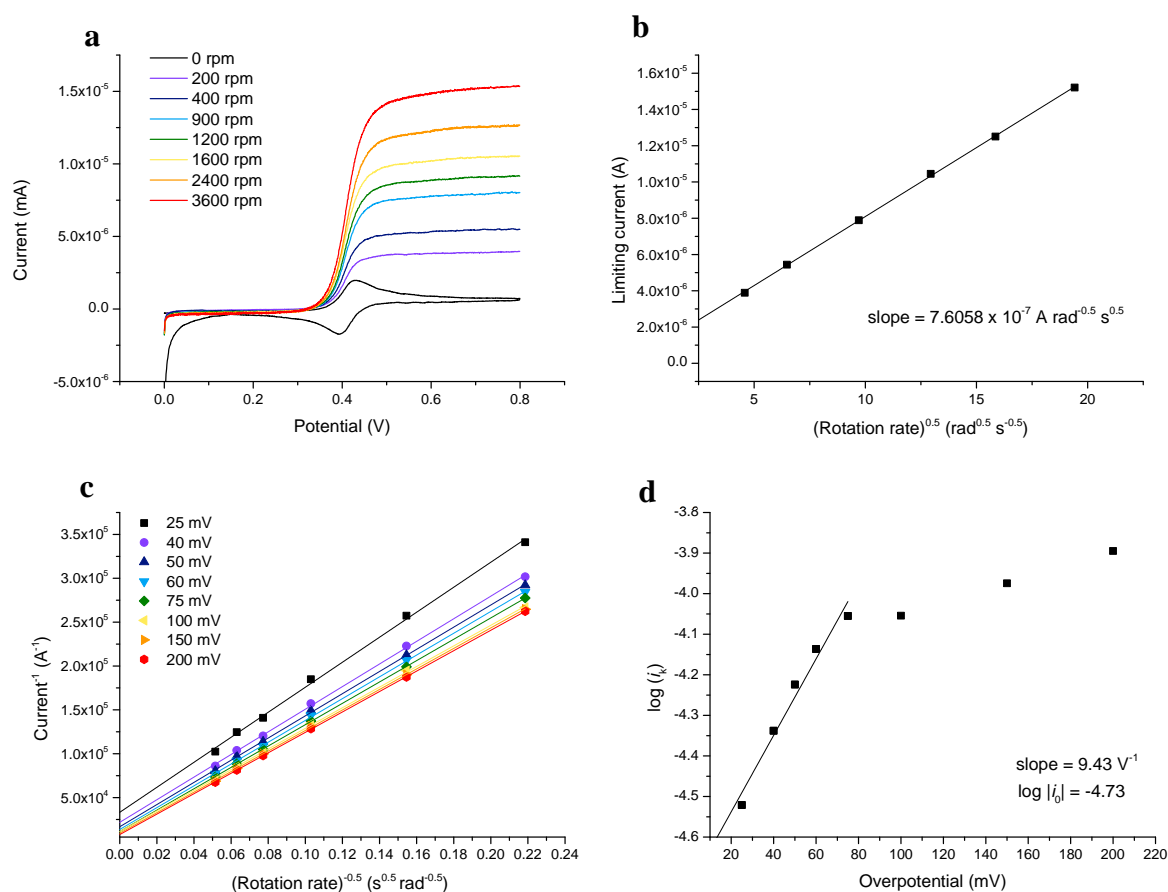 a
0 rpm
200 rpm
400 rpm
900 rpm
1200 rpm
1600 rpm
2400 rpm
3600 rpm
1.5x10⁻⁵
1.0x10⁻⁵
5.0x10⁻⁶
0.0
-5.0x10⁻⁶
Current (mA)
0.0 0.2 0.4 0.6 0.8
Potential (V)
b
1.6x10⁻⁵
1.4x10⁻⁵
1.2x10⁻⁵
1.0x10⁻⁵
8.0x10⁻⁶
6.0x10⁻⁶
4.0x10⁻⁶
2.0x10⁻⁶
0.0
Limiting current (A)
slope = 7.6058 x 10⁻⁷ A rad⁻⁰·⁵ s⁰·⁵
5 10 15 20
(Rotation rate)⁰·⁵ (rad⁰·⁵ s⁻⁰·⁵)
c
25 mV
40 mV
50 mV
60 mV
75 mV
100 mV
150 mV
200 mV
3.5x10⁵
3.0x10⁵
2.5x10⁵
2.0x10⁵
1.5x10⁵
1.0x10⁵
5.0x10⁴
Current⁻¹ (A⁻¹)
0.00 0.02 0.04 0.06 0.08 0.10 0.12 0.14 0.16 0.18 0.20 0.22 0.24
(Rotation rate)⁻⁰·⁵ (s⁰·⁵ rad⁻⁰·⁵)
d
-3.8
-3.9
-4.0
-4.1
-4.2
-4.3
-4.4
-4.5
-4.6
log (iₖ)
slope = 9.43 V⁻¹
log |i₀| = -4.73
20 40 60 80 100 120 140 160 180 200 220
Overpotential (mV)